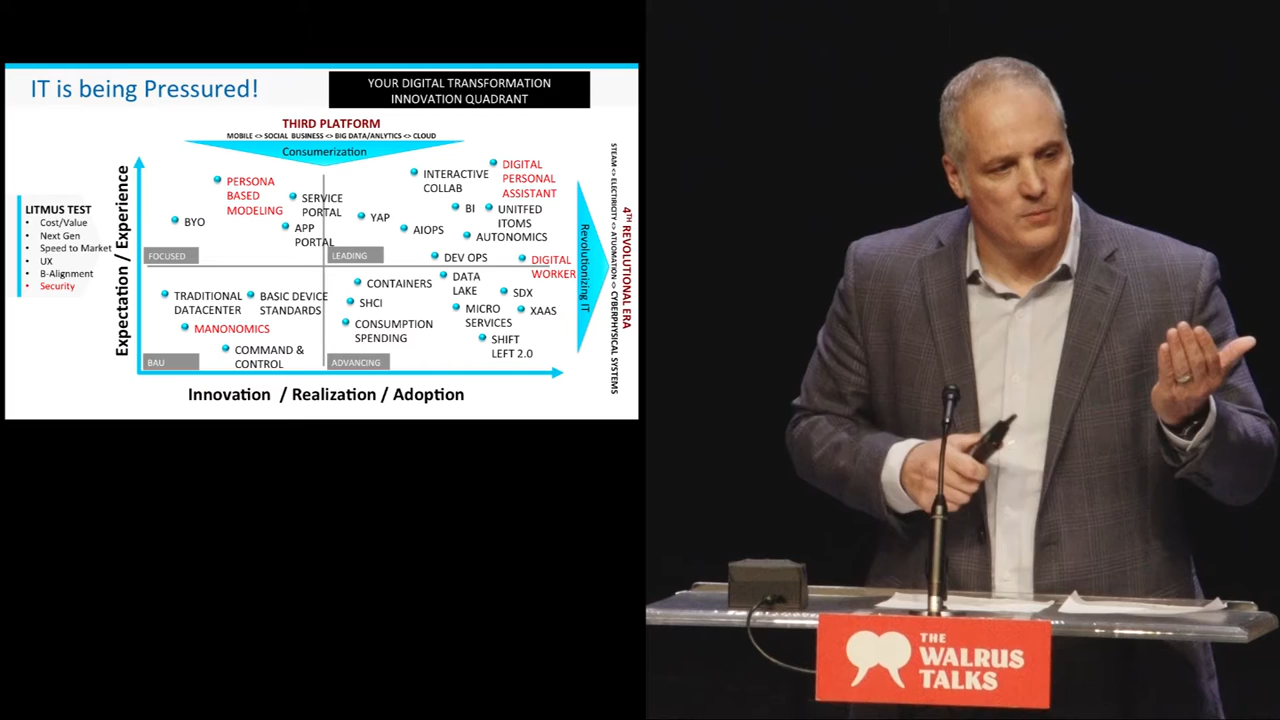 IT is being Pressured!
YOUR DIGITAL TRANSFORMATION
INNOVATION QUADRANT
THIRD PLATFORM
MOBILE <> SOCIAL BUSINESS <> BIG DATA/ANLYTICS <> CLOUD
Consumerization
Expectation / Experience
LITMUS TEST
• Cost/Value
• Next Gen
• Speed to Market
• UX
• B-Alignment
• Security
PERSONA
BASED
MODELING
SERVICE
PORTAL
BYO
APP
PORTAL
FOCUSED
INTERACTIVE
COLLAB
DIGITAL
PERSONAL
ASSISTANT
YAP
BI
UNITFED
ITOMS
AIOPS
AUTONOMICS
LEADING
DEV OPS
DIGITAL
WORKER
TRADITIONAL
DATACENTER
BASIC DEVICE
STANDARDS
MANONOMICS
COMMAND &
CONTROL
BAU
CONTAINERS
DATA
LAKE
SHCI
SDX
MICRO
SERVICES
XAAS
CONSUMPTION
SPENDING
SHIFT
LEFT 2.0
ADVANCING
Innovation / Realization / Adoption
Revolutionizing IT
STEAM <> ELECTIRICITY <> ATUOMATION <> CYBERPHYSICAL SYSTEMS
4TH REVOLUTIONAL ERA
THE
WALRUS
TALKS